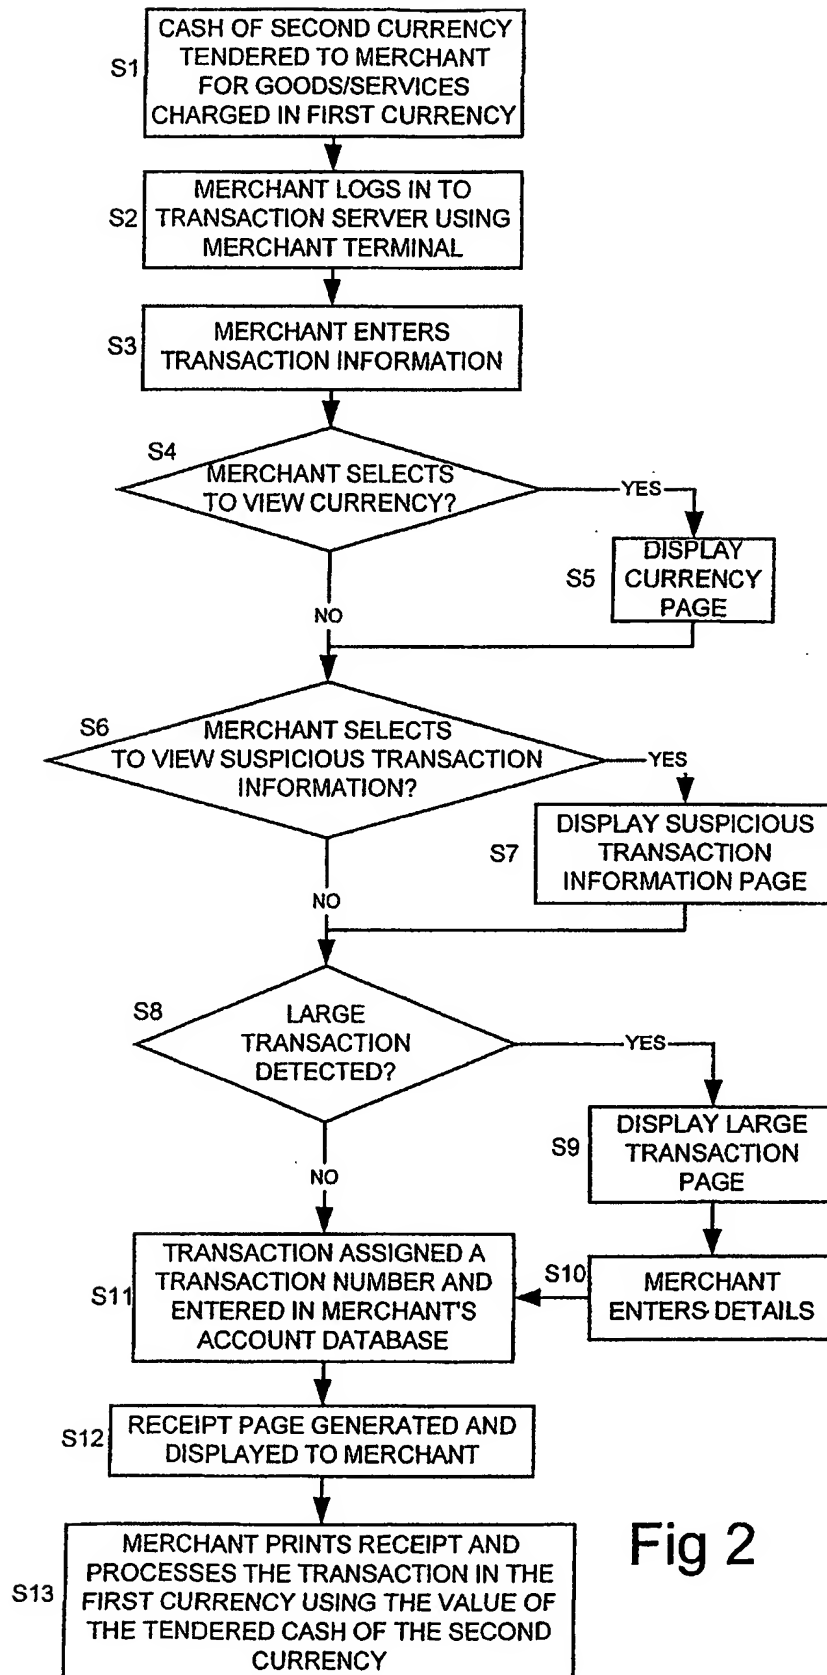 S1
CASH OF SECOND CURRENCY
TENDERED TO MERCHANT
FOR GOODS/SERVICES
CHARGED IN FIRST CURRENCY
S2
MERCHANT LOGS IN TO
TRANSACTION SERVER USING
MERCHANT TERMINAL
S3
MERCHANT ENTERS
TRANSACTION INFORMATION
S4
MERCHANT SELECTS
TO VIEW CURRENCY?
YES
S5
DISPLAY
CURRENCY
PAGE
NO
S6
MERCHANT SELECTS
TO VIEW SUSPICIOUS TRANSACTION
INFORMATION?
YES
S7
DISPLAY SUSPICIOUS
TRANSACTION
INFORMATION PAGE
NO
S8
LARGE
TRANSACTION
DETECTED?
YES
S9
DISPLAY LARGE
TRANSACTION
PAGE
NO
S10
MERCHANT
ENTERS DETAILS
S11
TRANSACTION ASSIGNED A
TRANSACTION NUMBER AND
ENTERED IN MERCHANT'S
ACCOUNT DATABASE
S12
RECEIPT PAGE GENERATED AND
DISPLAYED TO MERCHANT
S13
MERCHANT PRINTS RECEIPT AND
PROCESSES THE TRANSACTION IN THE
FIRST CURRENCY USING THE VALUE OF
THE TENDERED CASH OF THE SECOND
CURRENCY
Fig 2